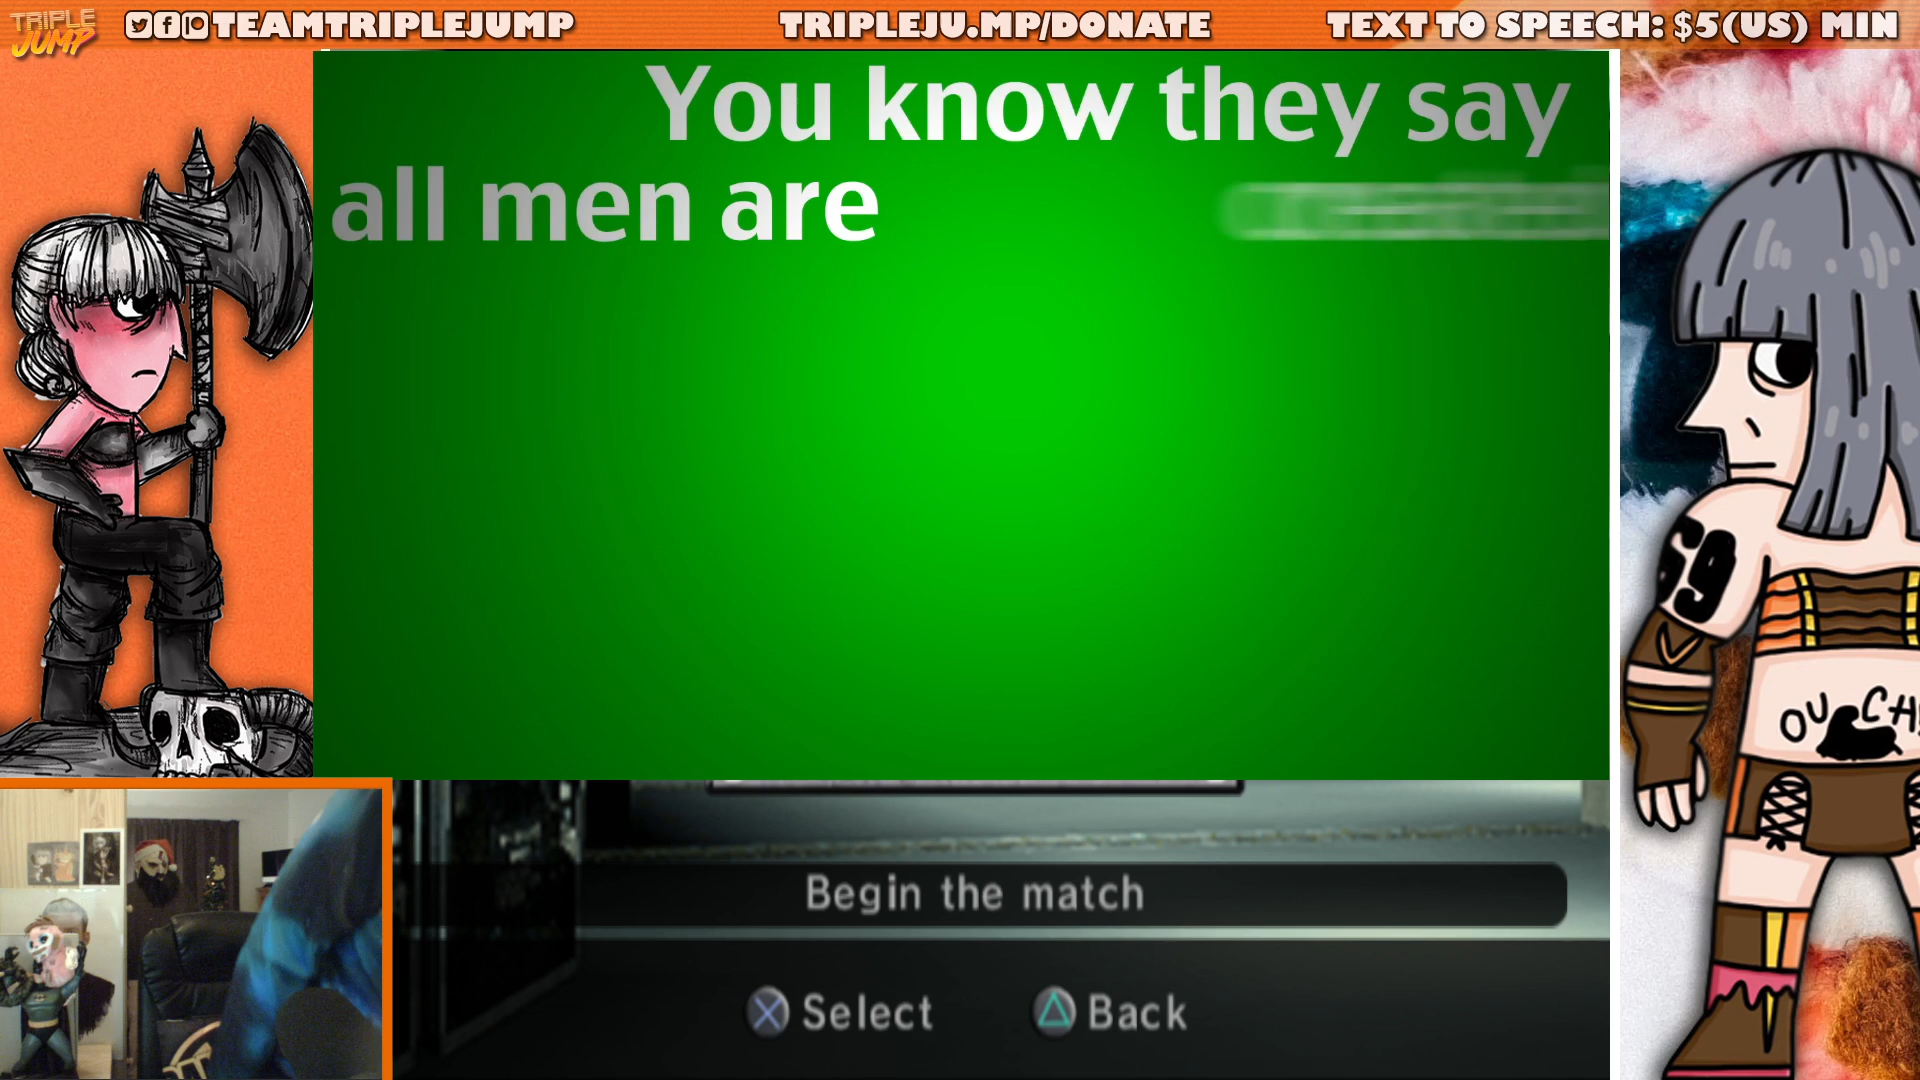 TRIPLE
JUMP
TEAMTRIPLEJUMP
TRIPLEJU.MP/DONATE
TEXT TO SPEECH: $5(US) MIN
You know they say
all men are
69
OUCH
Begin the match
Select
Back